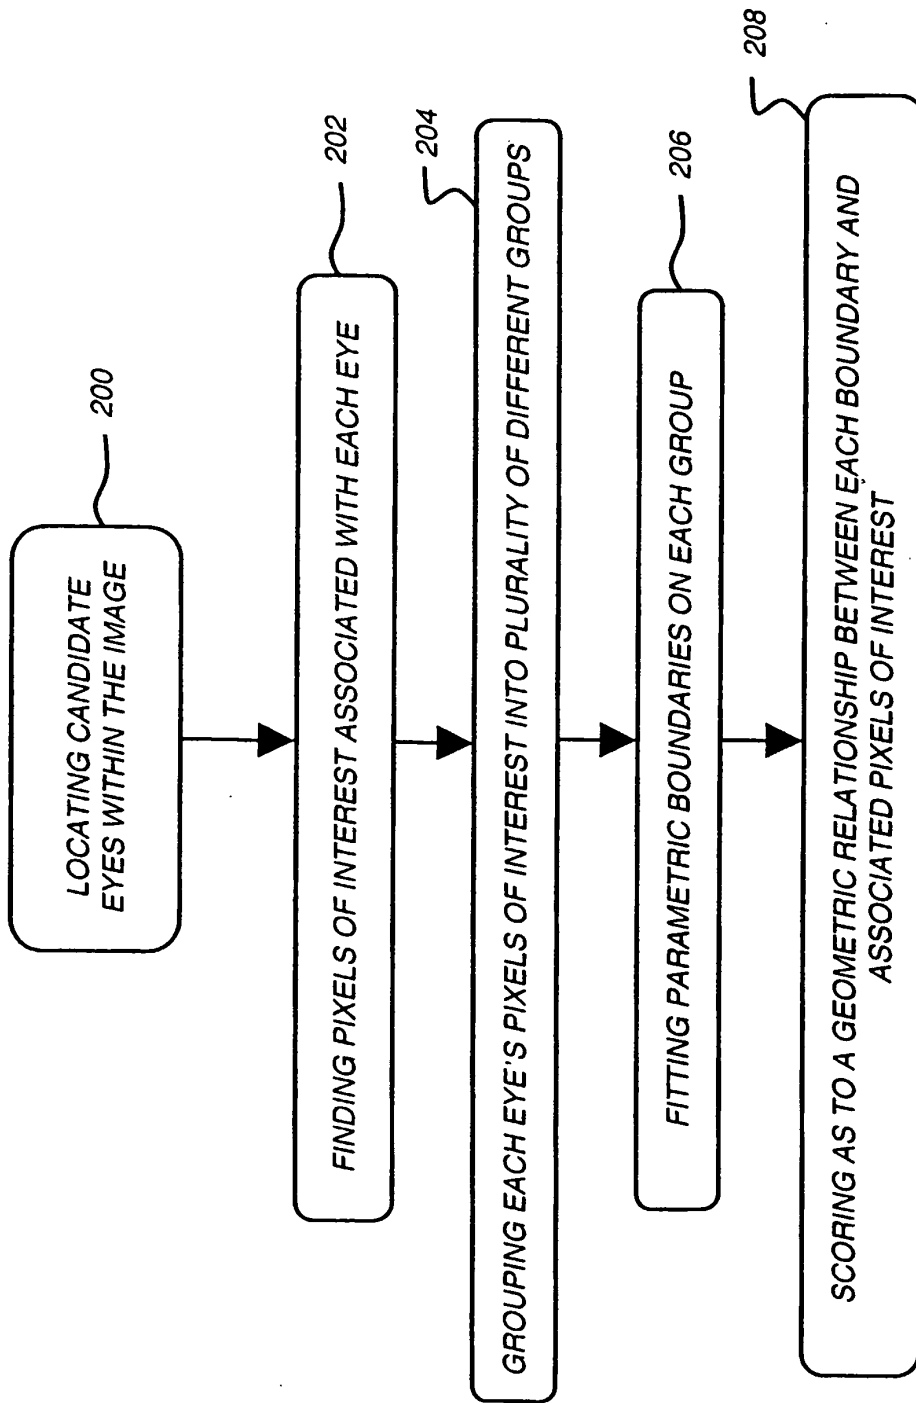 LOCATING CANDIDATE
EYES WITHIN THE IMAGE
200
FINDING PIXELS OF INTEREST ASSOCIATED WITH EACH EYE
202
GROUPING EACH EYE'S PIXELS OF INTEREST INTO PLURALITY OF DIFFERENT GROUPS
204
FITTING PARAMETRIC BOUNDARIES ON EACH GROUP
206
SCORING AS TO A GEOMETRIC RELATIONSHIP BETWEEN EACH BOUNDARY AND
ASSOCIATED PIXELS OF INTEREST
208